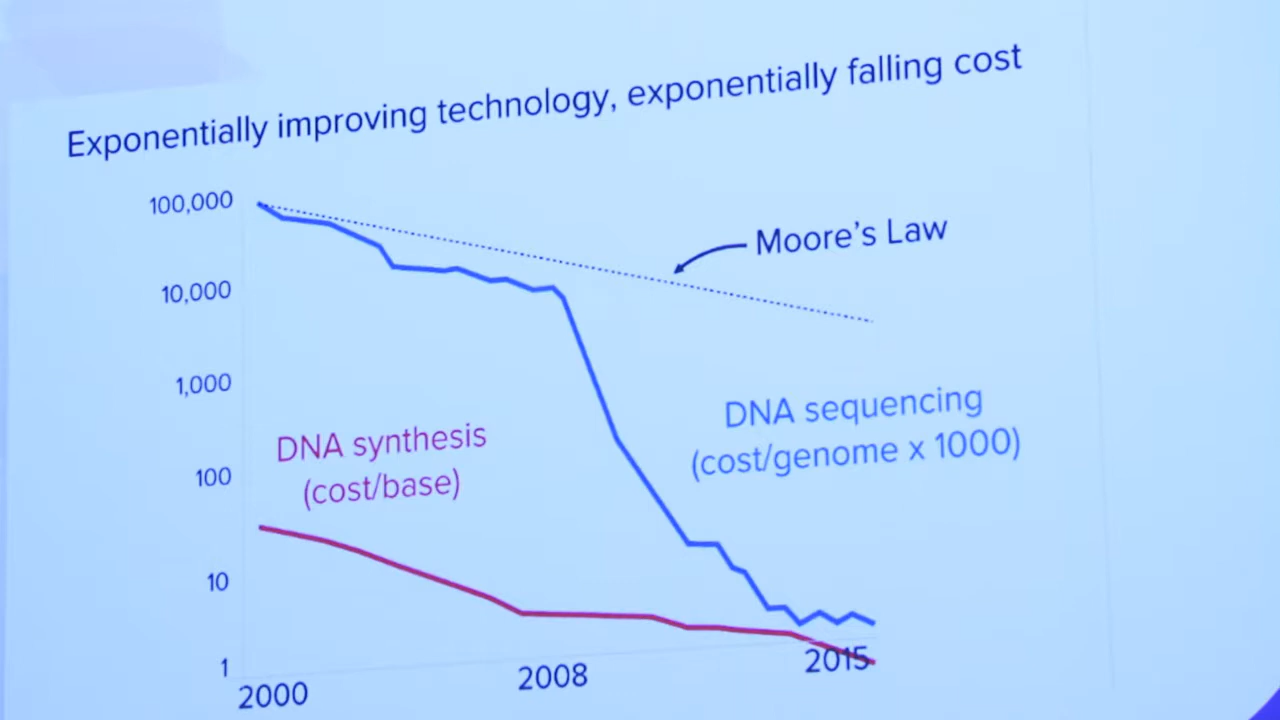 Exponentially improving technology, exponentially falling cost
100,000
10,000
1,000
100
10
1
Moore's Law
DNA sequencing
(cost/genome x 1000)
DNA synthesis
(cost/base)
2000
2008
2015